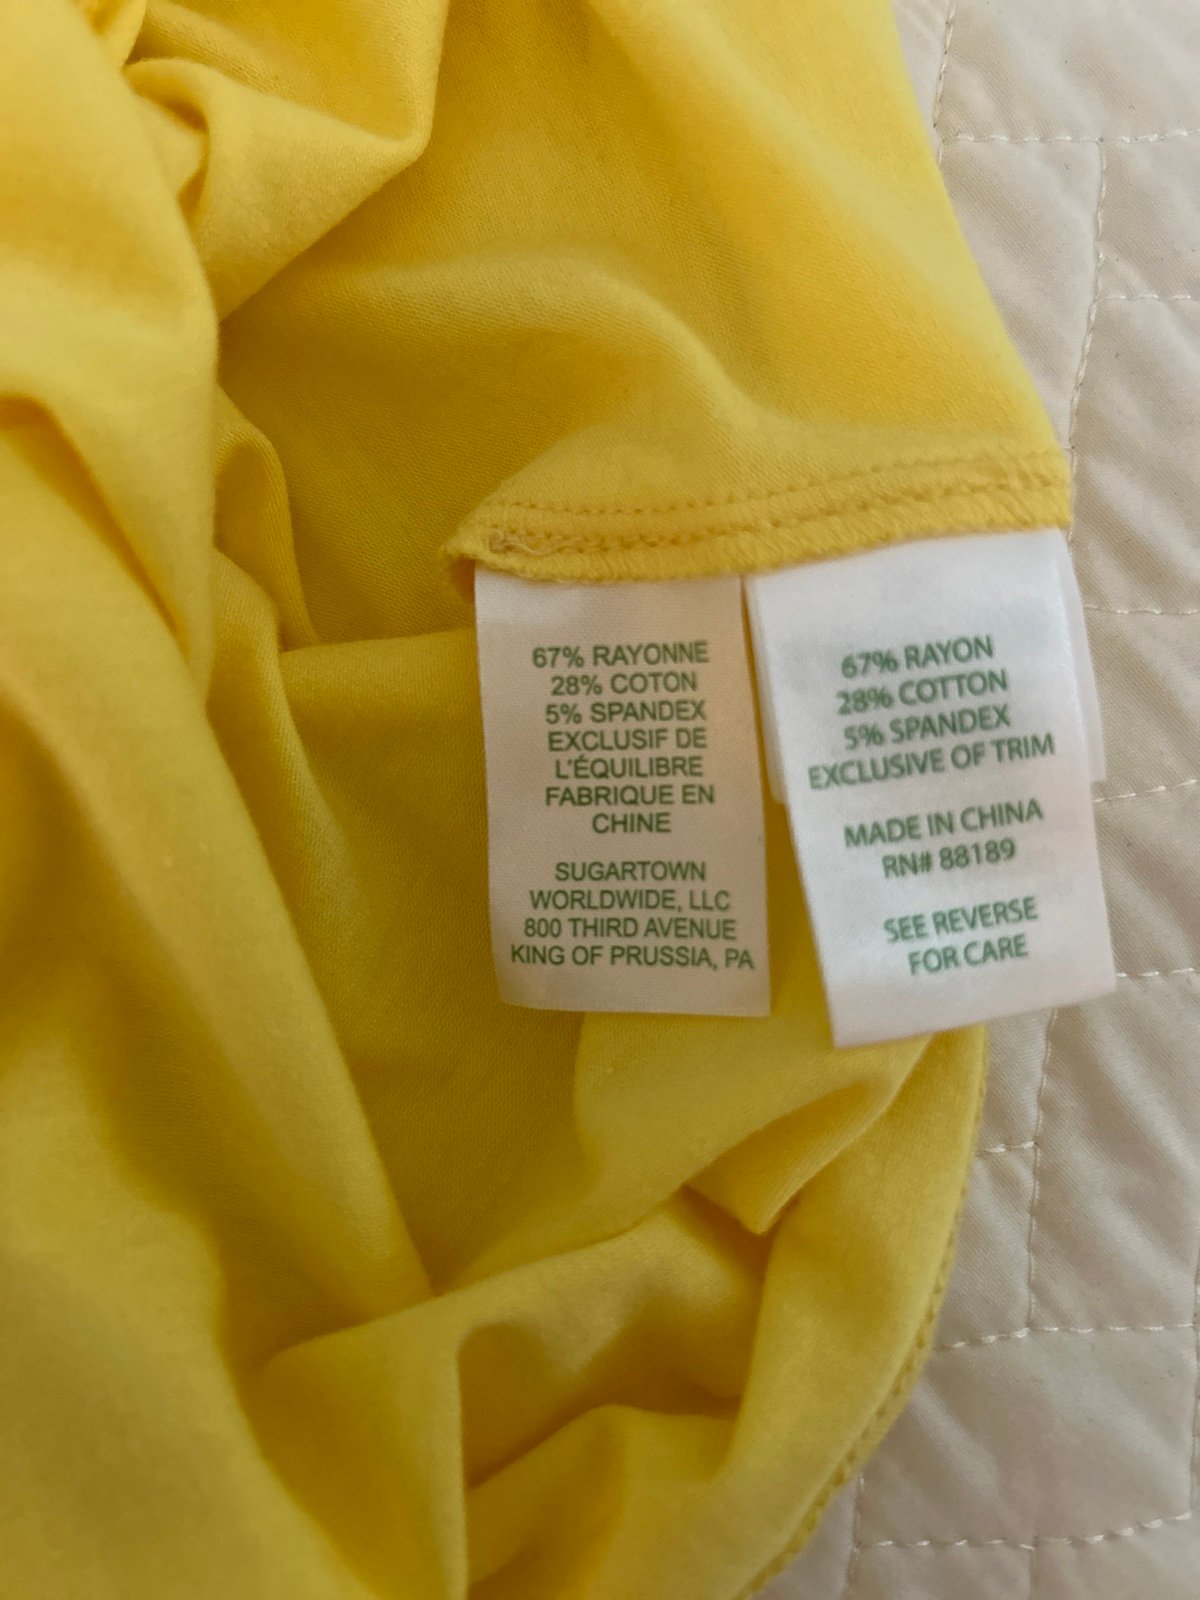 67% RAYONNE
28% COTON
5% SPANDEX
EXCLUSIF DE
L'ÉQUILIBRE
FABRIQUE EN
CHINE
SUGARTOWN
WORLDWIDE, LLC
800 THIRD AVENUE
KING OF PRUSSIA, PA
67% RAYON
28% COTTON
5% SPANDEX
EXCLUSIVE OF TRIM
MADE IN CHINA
RN# 88189
SEE REVERSE
FOR CARE